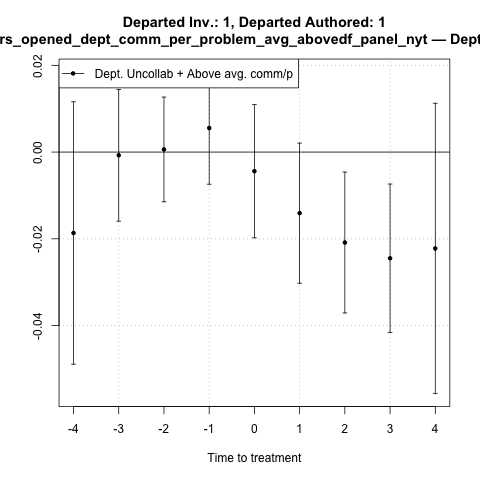 Departed Inv.: 1, Departed Authored: 1
rs_opened_dept_comm_per_problem_avg_abovedf_panel_nyt — Dept
Dept. Uncollab + Above avg. comm/p
0.02
0.00
-0.02
-0.04
-4 -3 -2 -1 0 1 2 3 4
Time to treatment